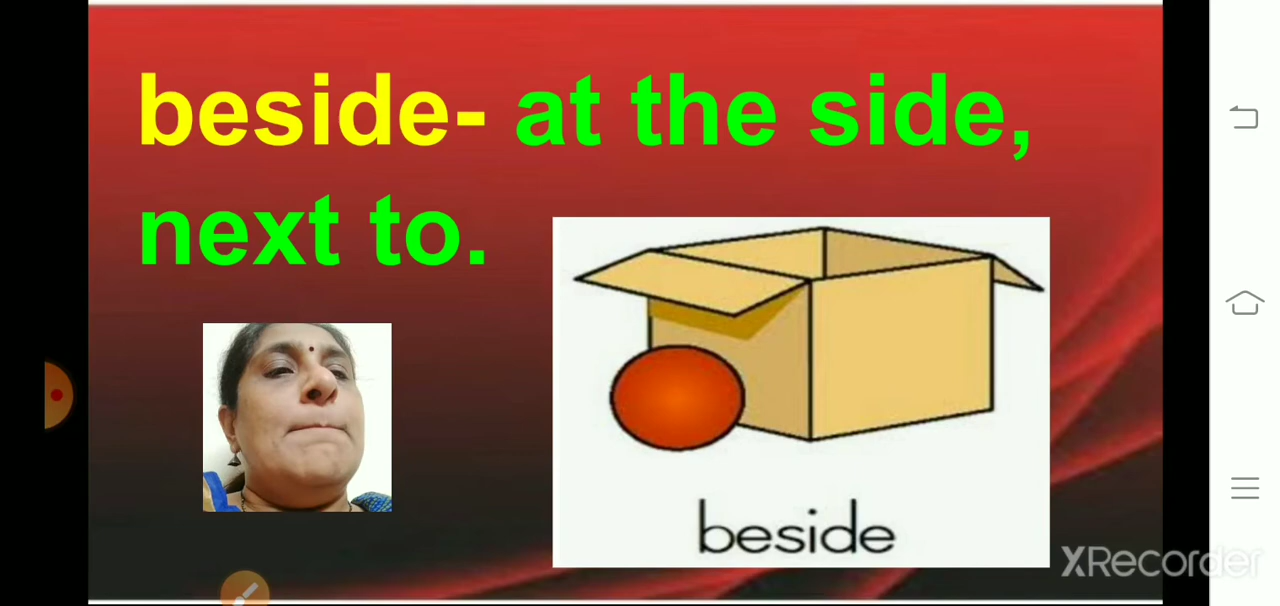 beside- at the side,
next to.
beside
XRecorder